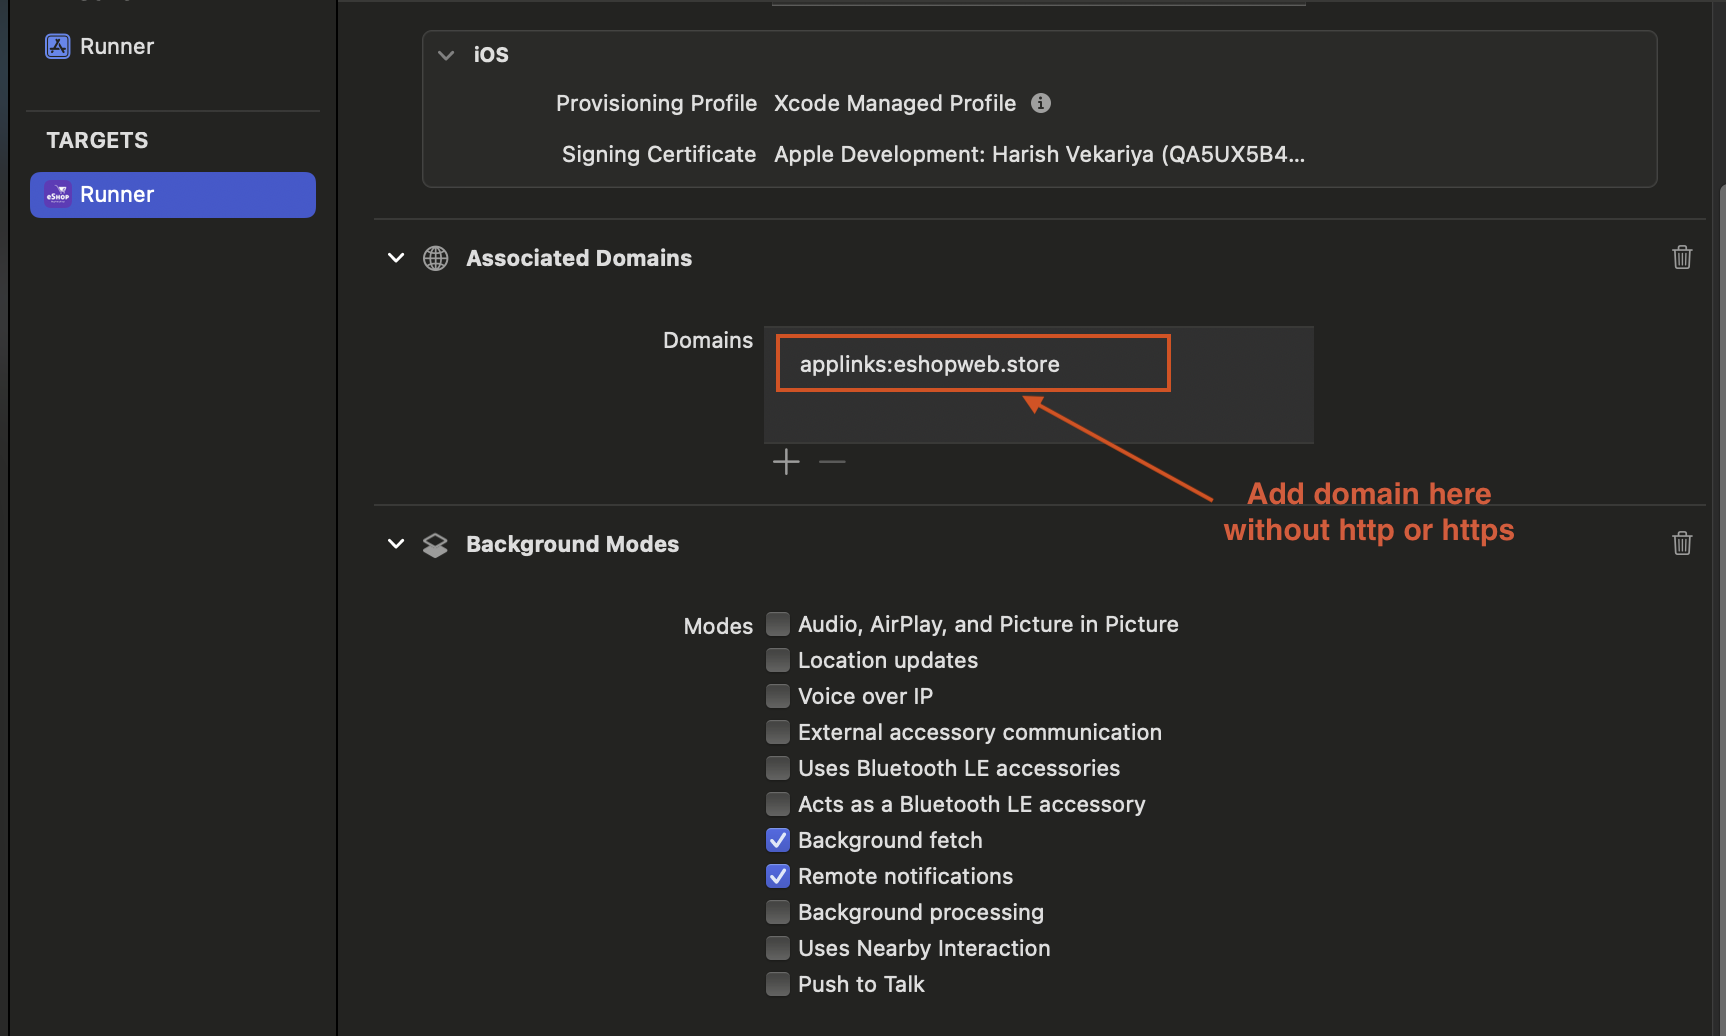 Runner
TARGETS
eSHOP
Runner
iOS
Provisioning Profile Xcode Managed Profile
Signing Certificate Apple Development: Harish Vekariya (QA5UX5B4...
Associated Domains
Domains
applinks:eshopweb.store
Add domain here
without http or https
Background Modes
Modes
Audio, AirPlay, and Picture in Picture
Location updates
Voice over IP
External accessory communication
Uses Bluetooth LE accessories
Acts as a Bluetooth LE accessory
Background fetch
Remote notifications
Background processing
Uses Nearby Interaction
Push to Talk